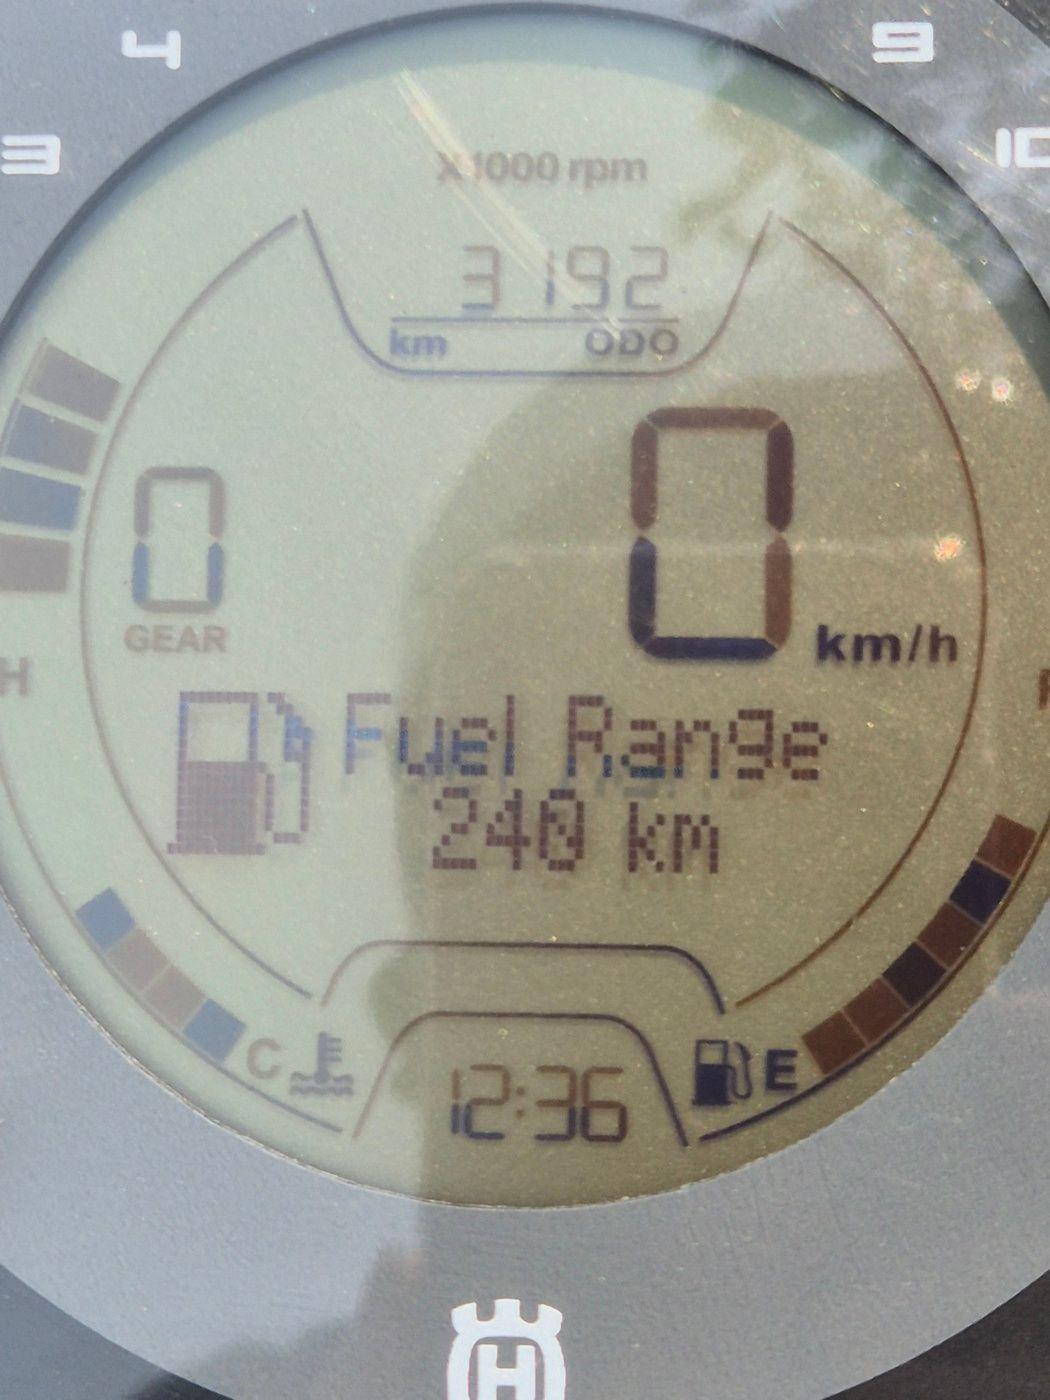 4
9
3
10
X1000 rpm
3192
km ODO
0
GEAR
0
km/h
H
Fuel Range
240 km
C
E
12:36
H